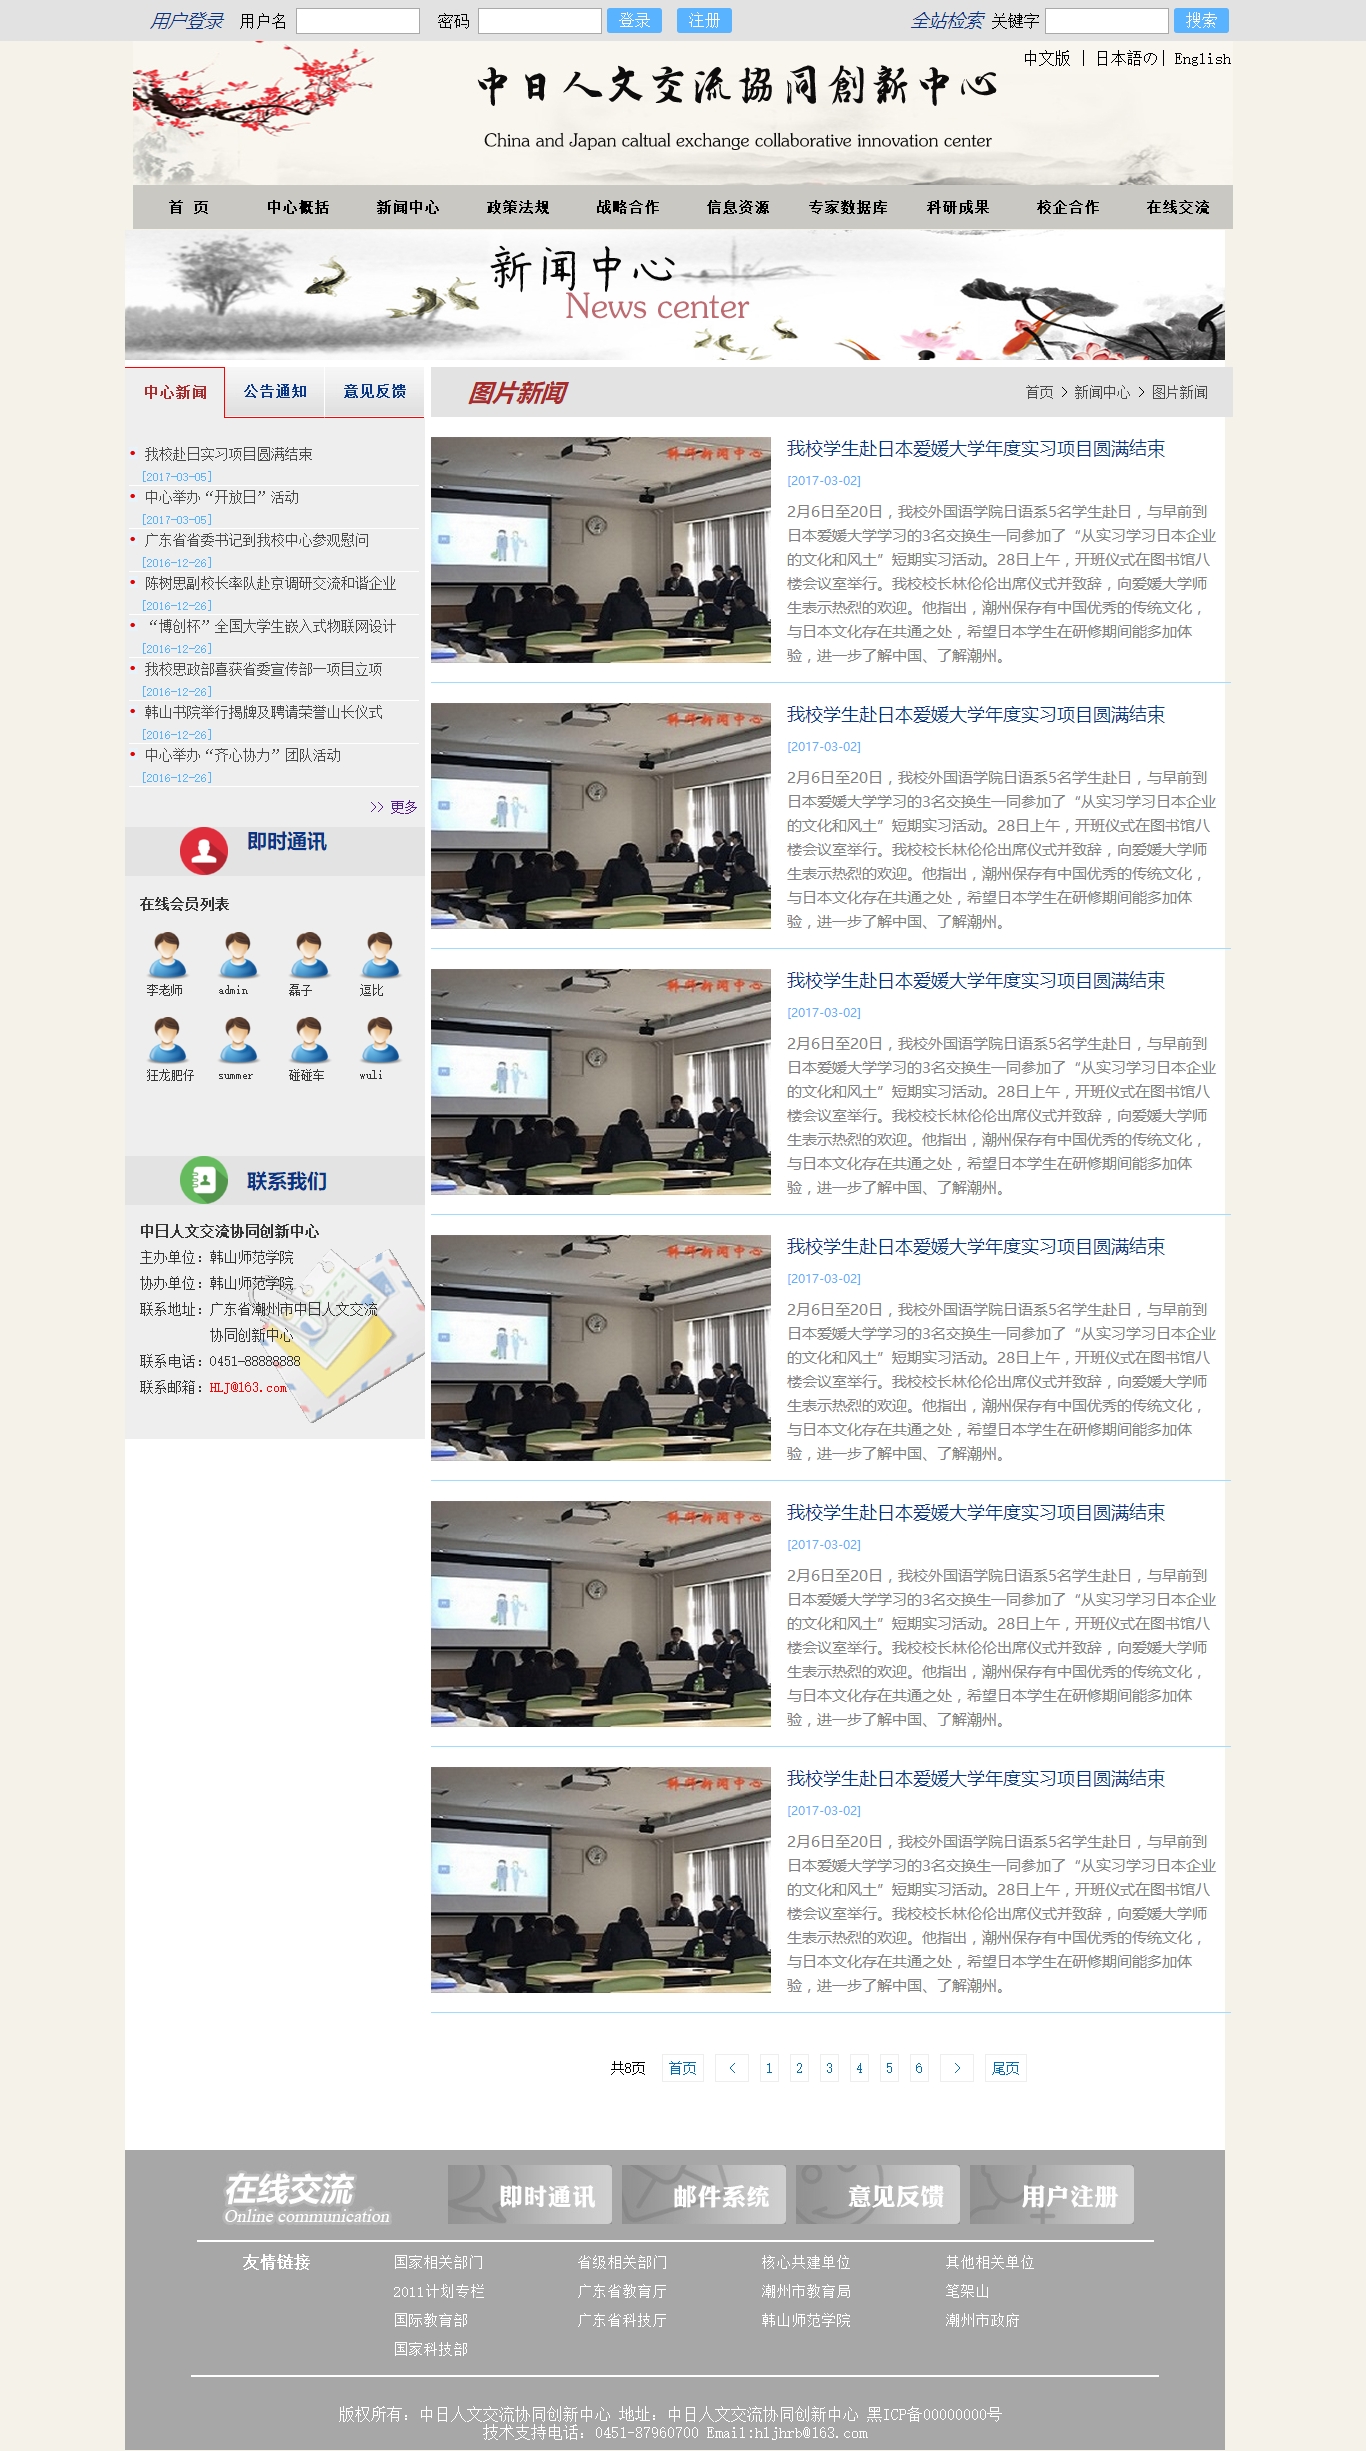 用户登录 用户名 密码 登录 注册 全站检索 关键字 搜索
中文版 | 日本語の| English
中日人文交流協同創新中心
China and Japan caltual exchange collaborative innovation center
首 页 中心概括 新闻中心 政策法规 战略合作 信息资源 专家数据库 科研成果 校企合作 在线交流
新闻中心
News center
中心新闻 公告通知 意见反馈
图片新闻
首页 > 新闻中心 > 图片新闻
我校赴日实习项目圆满结束
[2017-03-05]
中心举办“开放日”活动
[2017-03-05]
广东省省委书记到我校中心参观慰问
[2016-12-26]
陈树思副校长率队赴京调研交流和谐企业
[2016-12-26]
“博创杯”全国大学生嵌入式物联网设计
[2016-12-26]
我校思政部喜获省委宣传部一项目立项
[2016-12-26]
韩山书院举行揭牌及聘请荣誉山长仪式
[2016-12-26]
中心举办“齐心协力”团队活动
[2016-12-26]
>> 更多
即时通讯
在线会员列表
李老师 admin 磊子 逗比
狂龙肥仔 summer 碰碰车 wuli
联系我们
中日人文交流协同创新中心
主办单位：韩山师范学院
协办单位：韩山师范学院
联系地址：广东省潮州市中日人文交流
协同创新中心
联系电话：0451-88888888
联系邮箱：HLJ@163.com
韩师新闻中心
我校学生赴日本爱媛大学年度实习项目圆满结束
[2017-03-02]
2月6日至20日，我校外国语学院日语系5名学生赴日，与早前到
日本爱媛大学学习的3名交换生一同参加了“从实习学习日本企业
的文化和风土”短期实习活动。28日上午，开班仪式在图书馆八
楼会议室举行。我校校长林伦伦出席仪式并致辞，向爱媛大学师
生表示热烈的欢迎。他指出，潮州保存有中国优秀的传统文化，
与日本文化存在共通之处，希望日本学生在研修期间能多加体
验，进一步了解中国、了解潮州。
韩师新闻中心
我校学生赴日本爱媛大学年度实习项目圆满结束
[2017-03-02]
2月6日至20日，我校外国语学院日语系5名学生赴日，与早前到
日本爱媛大学学习的3名交换生一同参加了“从实习学习日本企业
的文化和风土”短期实习活动。28日上午，开班仪式在图书馆八
楼会议室举行。我校校长林伦伦出席仪式并致辞，向爱媛大学师
生表示热烈的欢迎。他指出，潮州保存有中国优秀的传统文化，
与日本文化存在共通之处，希望日本学生在研修期间能多加体
验，进一步了解中国、了解潮州。
韩师新闻中心
我校学生赴日本爱媛大学年度实习项目圆满结束
[2017-03-02]
2月6日至20日，我校外国语学院日语系5名学生赴日，与早前到
日本爱媛大学学习的3名交换生一同参加了“从实习学习日本企业
的文化和风土”短期实习活动。28日上午，开班仪式在图书馆八
楼会议室举行。我校校长林伦伦出席仪式并致辞，向爱媛大学师
生表示热烈的欢迎。他指出，潮州保存有中国优秀的传统文化，
与日本文化存在共通之处，希望日本学生在研修期间能多加体
验，进一步了解中国、了解潮州。
韩师新闻中心
我校学生赴日本爱媛大学年度实习项目圆满结束
[2017-03-02]
2月6日至20日，我校外国语学院日语系5名学生赴日，与早前到
日本爱媛大学学习的3名交换生一同参加了“从实习学习日本企业
的文化和风土”短期实习活动。28日上午，开班仪式在图书馆八
楼会议室举行。我校校长林伦伦出席仪式并致辞，向爱媛大学师
生表示热烈的欢迎。他指出，潮州保存有中国优秀的传统文化，
与日本文化存在共通之处，希望日本学生在研修期间能多加体
验，进一步了解中国、了解潮州。
韩师新闻中心
我校学生赴日本爱媛大学年度实习项目圆满结束
[2017-03-02]
2月6日至20日，我校外国语学院日语系5名学生赴日，与早前到
日本爱媛大学学习的3名交换生一同参加了“从实习学习日本企业
的文化和风土”短期实习活动。28日上午，开班仪式在图书馆八
楼会议室举行。我校校长林伦伦出席仪式并致辞，向爱媛大学师
生表示热烈的欢迎。他指出，潮州保存有中国优秀的传统文化，
与日本文化存在共通之处，希望日本学生在研修期间能多加体
验，进一步了解中国、了解潮州。
韩师新闻中心
我校学生赴日本爱媛大学年度实习项目圆满结束
[2017-03-02]
2月6日至20日，我校外国语学院日语系5名学生赴日，与早前到
日本爱媛大学学习的3名交换生一同参加了“从实习学习日本企业
的文化和风土”短期实习活动。28日上午，开班仪式在图书馆八
楼会议室举行。我校校长林伦伦出席仪式并致辞，向爱媛大学师
生表示热烈的欢迎。他指出，潮州保存有中国优秀的传统文化，
与日本文化存在共通之处，希望日本学生在研修期间能多加体
验，进一步了解中国、了解潮州。
共8页 首页 < 1 2 3 4 5 6 > 尾页
在线交流
Online communication
即时通讯 邮件系统 意见反馈 用户注册
友情链接 国家相关部门 省级相关部门 核心共建单位 其他相关单位
2011计划专栏 广东省教育厅 潮州市教育局 笔架山
国际教育部 广东省科技厅 韩山师范学院 潮州市政府
国家科技部
版权所有：中日人文交流协同创新中心 地址：中日人文交流协同创新中心 黑ICP备00000000号
技术支持电话：0451-87960700 Email:hljhrb@163.com